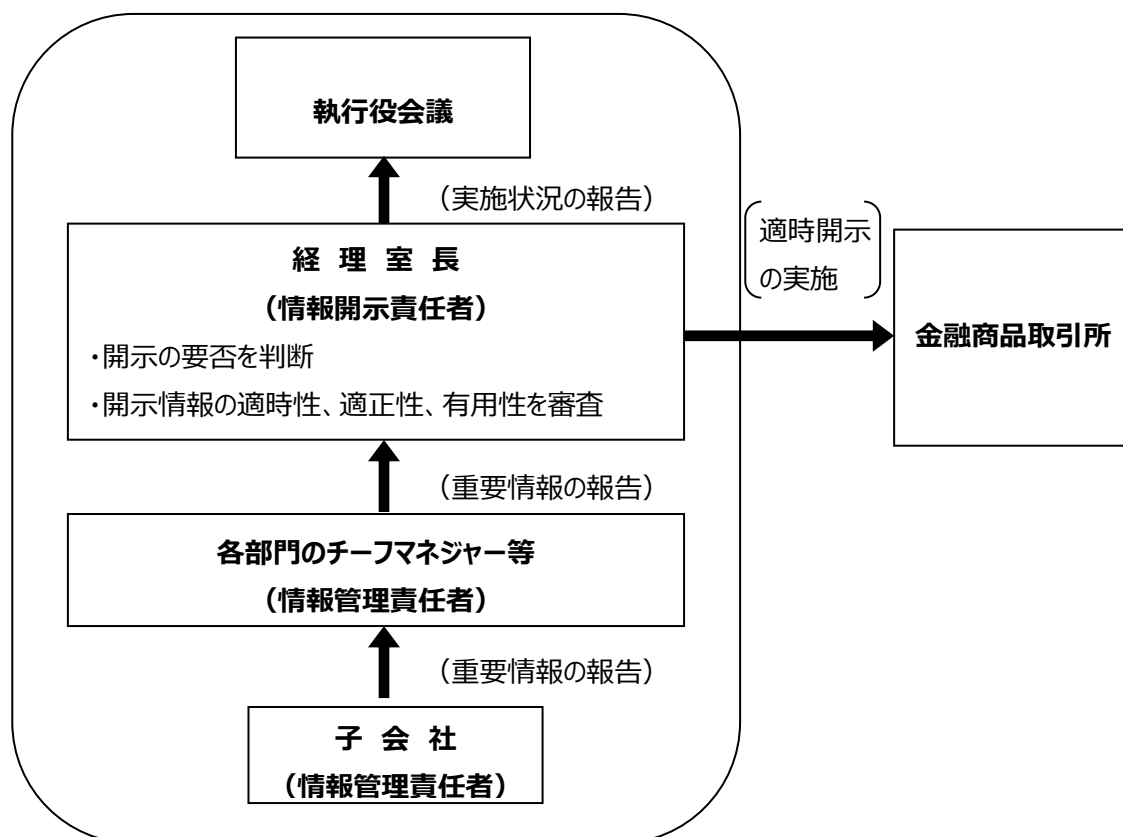 執行役会議
（実施状況の報告）
経 理 室 長
（情報開示責任者）
・開示の要否を判断
・開示情報の適時性、適正性、有用性を審査
適時開示
の実施
金融商品取引所
（重要情報の報告）
各部門のチーフマネジャー等
（情報管理責任者）
（重要情報の報告）
子 会 社
（情報管理責任者）